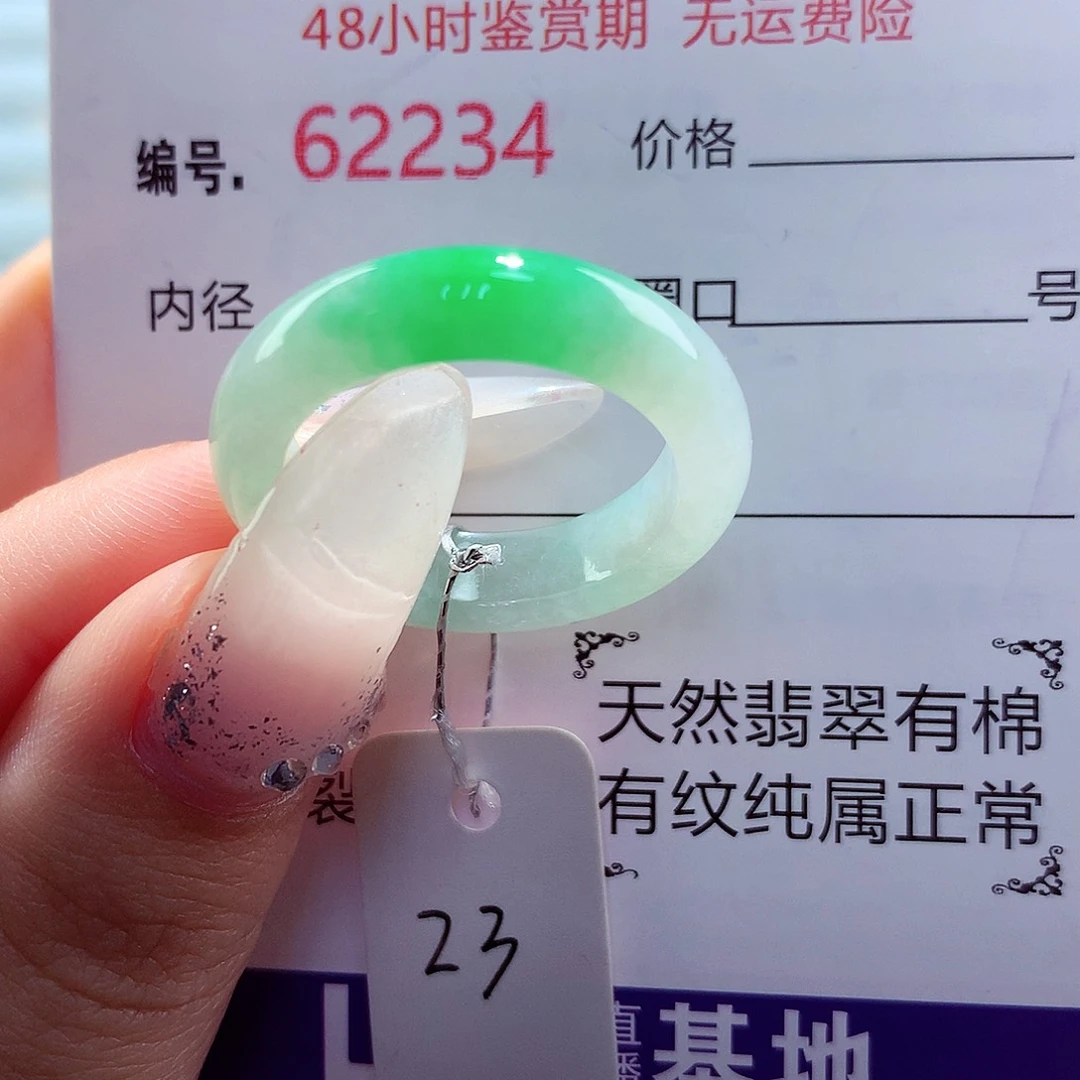 48小时鉴赏期 无运费险
编号. 62234 价格
内径 圈口 号
天然翡翠有棉
裂 有纹纯属正常
23
基地